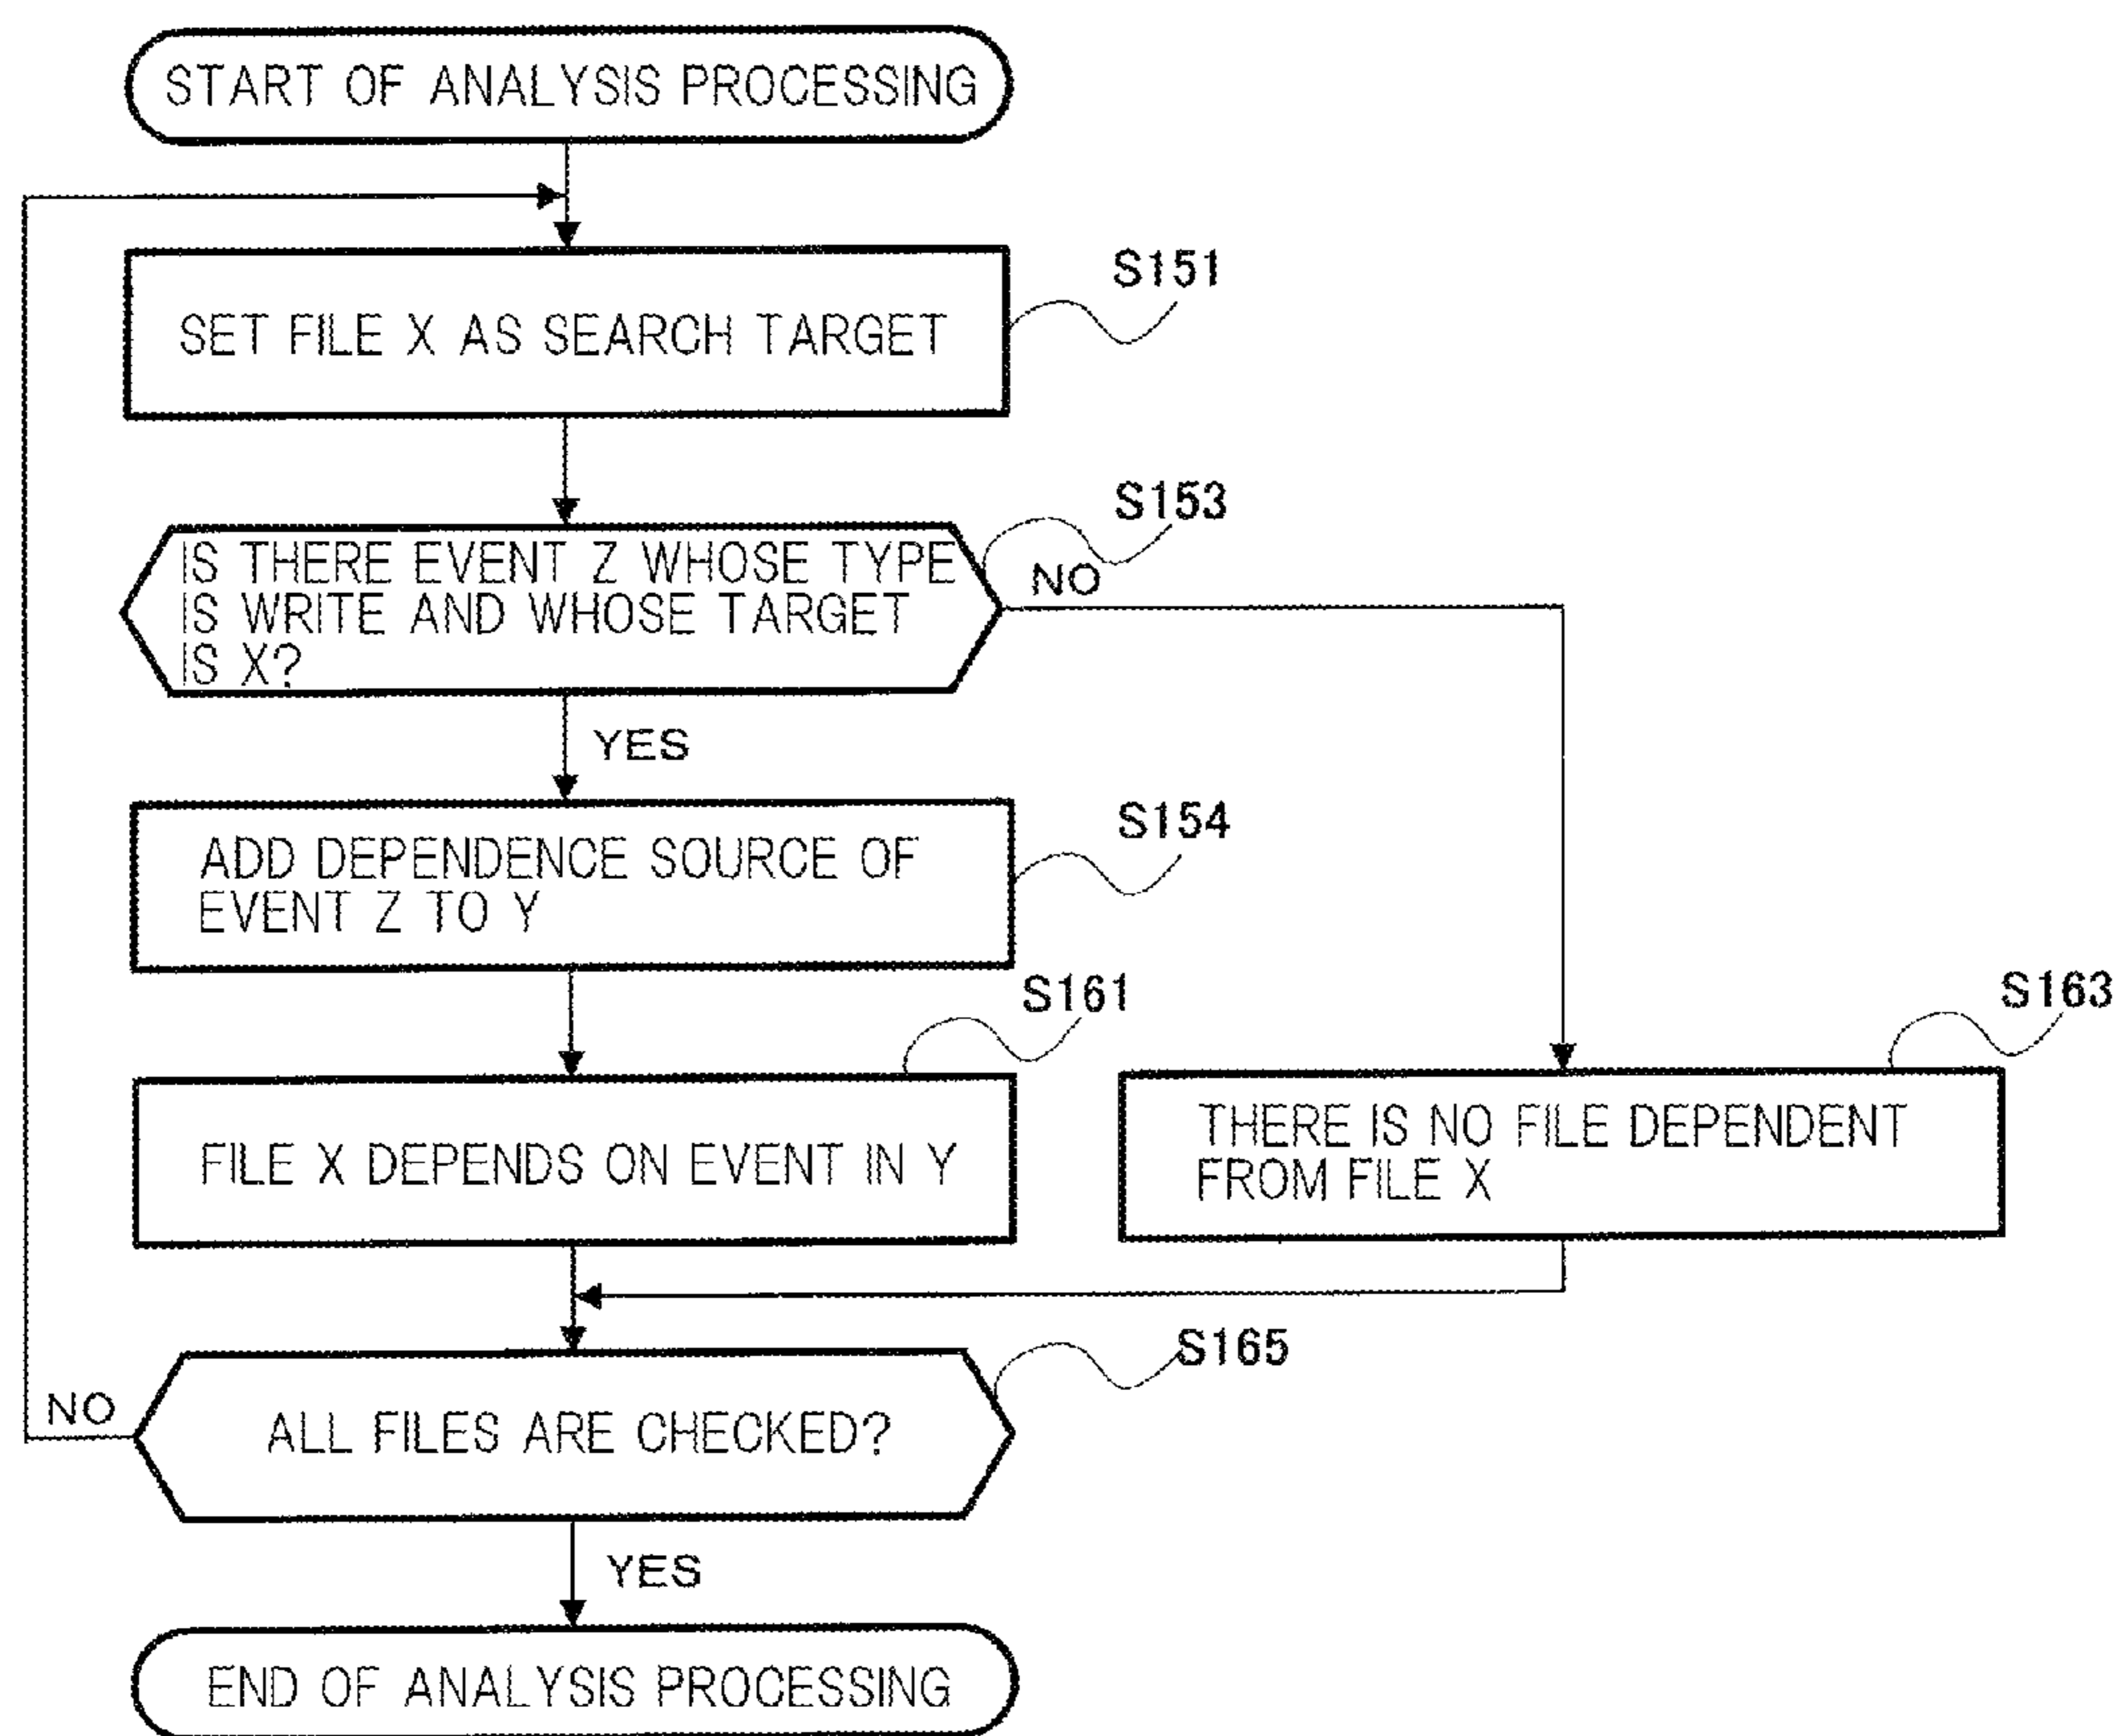 START OF ANALYSIS PROCESSING
S151
SET FILE X AS SEARCH TARGET
S153
IS THERE EVENT Z WHOSE TYPE
IS WRITE AND WHOSE TARGET
IS X?
NO
YES
S154
ADD DEPENDENCE SOURCE OF
EVENT Z TO Y
S161
S163
FILE X DEPENDS ON EVENT IN Y
THERE IS NO FILE DEPENDENT
FROM FILE X
S165
NO
ALL FILES ARE CHECKED?
YES
END OF ANALYSIS PROCESSING